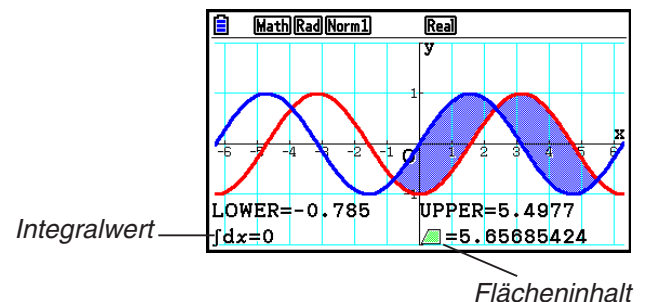 Math Rad Norm1 Real
y
1
-6 -5 -4 -3 -2 -1 O 1 2 3 4 5 6 x
-1
LOWER=-0.785 UPPER=5.4977
Integralwert
∫dx=0 =5.65685424
Flächeninhalt